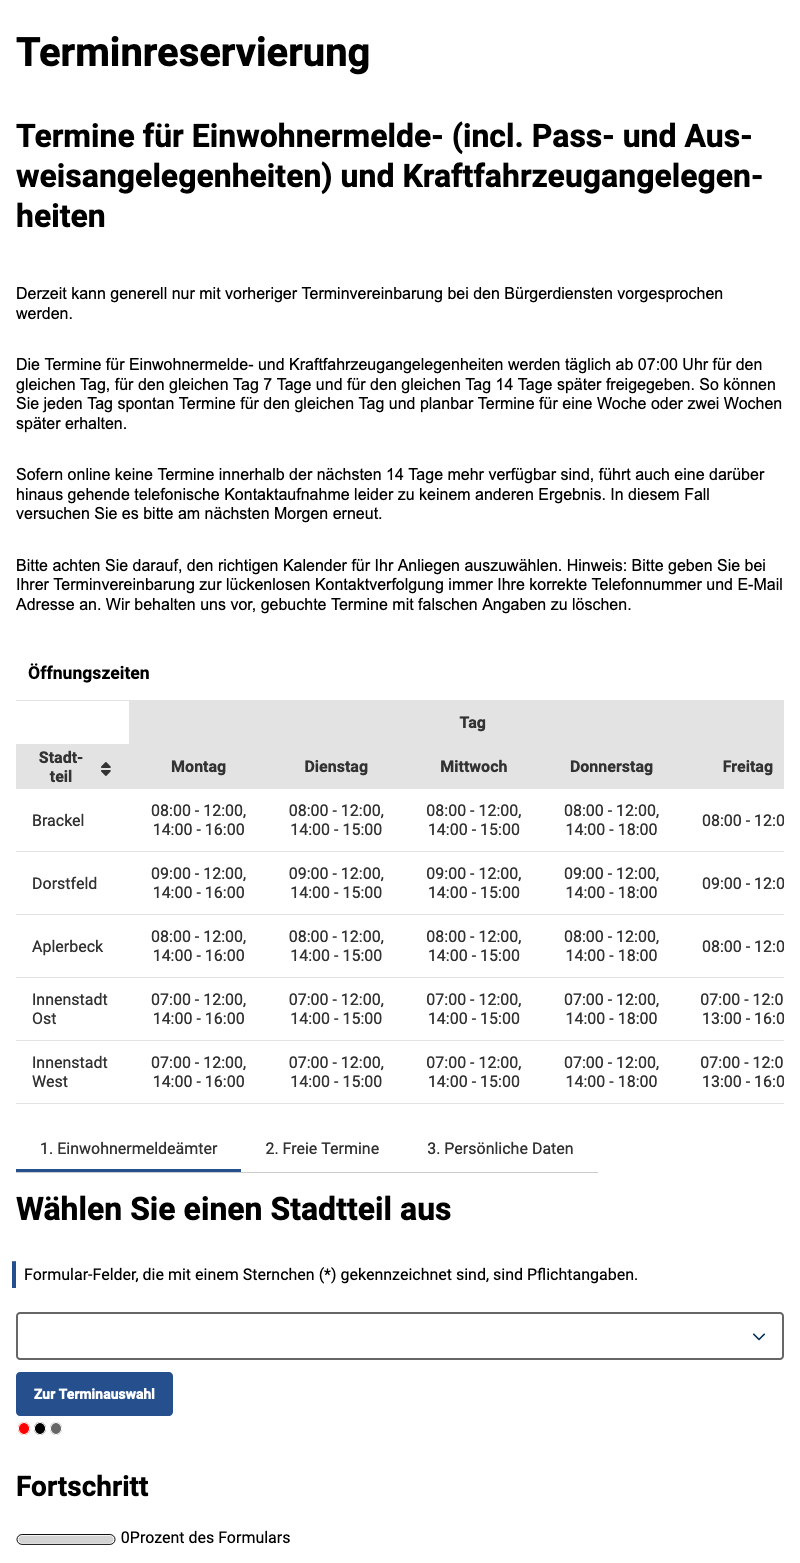 Terminreservierung
Termine für Einwohnermelde- (incl. Pass- und Aus-
weisangelegenheiten) und Kraftfahrzeugangelegen-
heiten
Derzeit kann generell nur mit vorheriger Terminvereinbarung bei den Bürgerdiensten vorgesprochen
werden.
Die Termine für Einwohnermelde- und Kraftfahrzeugangelegenheiten werden täglich ab 07:00 Uhr für den
gleichen Tag, für den gleichen Tag 7 Tage und für den gleichen Tag 14 Tage später freigegeben. So können
Sie jeden Tag spontan Termine für den gleichen Tag und planbar Termine für eine Woche oder zwei Wochen
später erhalten.
Sofern online keine Termine innerhalb der nächsten 14 Tage mehr verfügbar sind, führt auch eine darüber
hinaus gehende telefonische Kontaktaufnahme leider zu keinem anderen Ergebnis. In diesem Fall
versuchen Sie es bitte am nächsten Morgen erneut.
Bitte achten Sie darauf, den richtigen Kalender für Ihr Anliegen auszuwählen. Hinweis: Bitte geben Sie bei
Ihrer Terminvereinbarung zur lückenlosen Kontaktverfolgung immer Ihre korrekte Telefonnummer und E-Mail
Adresse an. Wir behalten uns vor, gebuchte Termine mit falschen Angaben zu löschen.
Öffnungszeiten
Tag
Stadt-
teil Montag Dienstag Mittwoch Donnerstag Freitag
Brackel 08:00 - 12:00, 08:00 - 12:00, 08:00 - 12:00, 08:00 - 12:00, 08:00 - 12:0
14:00 - 16:00 14:00 - 15:00 14:00 - 15:00 14:00 - 18:00
Dorstfeld 09:00 - 12:00, 09:00 - 12:00, 09:00 - 12:00, 09:00 - 12:00, 09:00 - 12:0
14:00 - 16:00 14:00 - 15:00 14:00 - 15:00 14:00 - 18:00
Aplerbeck 08:00 - 12:00, 08:00 - 12:00, 08:00 - 12:00, 08:00 - 12:00, 08:00 - 12:0
14:00 - 16:00 14:00 - 15:00 14:00 - 15:00 14:00 - 18:00
Innenstadt 07:00 - 12:00, 07:00 - 12:00, 07:00 - 12:00, 07:00 - 12:00, 07:00 - 12:0
Ost 14:00 - 16:00 14:00 - 15:00 14:00 - 15:00 14:00 - 18:00 13:00 - 16:0
Innenstadt 07:00 - 12:00, 07:00 - 12:00, 07:00 - 12:00, 07:00 - 12:00, 07:00 - 12:0
West 14:00 - 16:00 14:00 - 15:00 14:00 - 15:00 14:00 - 18:00 13:00 - 16:0
1. Einwohnermeldeämter 2. Freie Termine 3. Persönliche Daten
Wählen Sie einen Stadtteil aus
Formular-Felder, die mit einem Sternchen (*) gekennzeichnet sind, sind Pflichtangaben.
Zur Terminauswahl
Fortschritt
0Prozent des Formulars